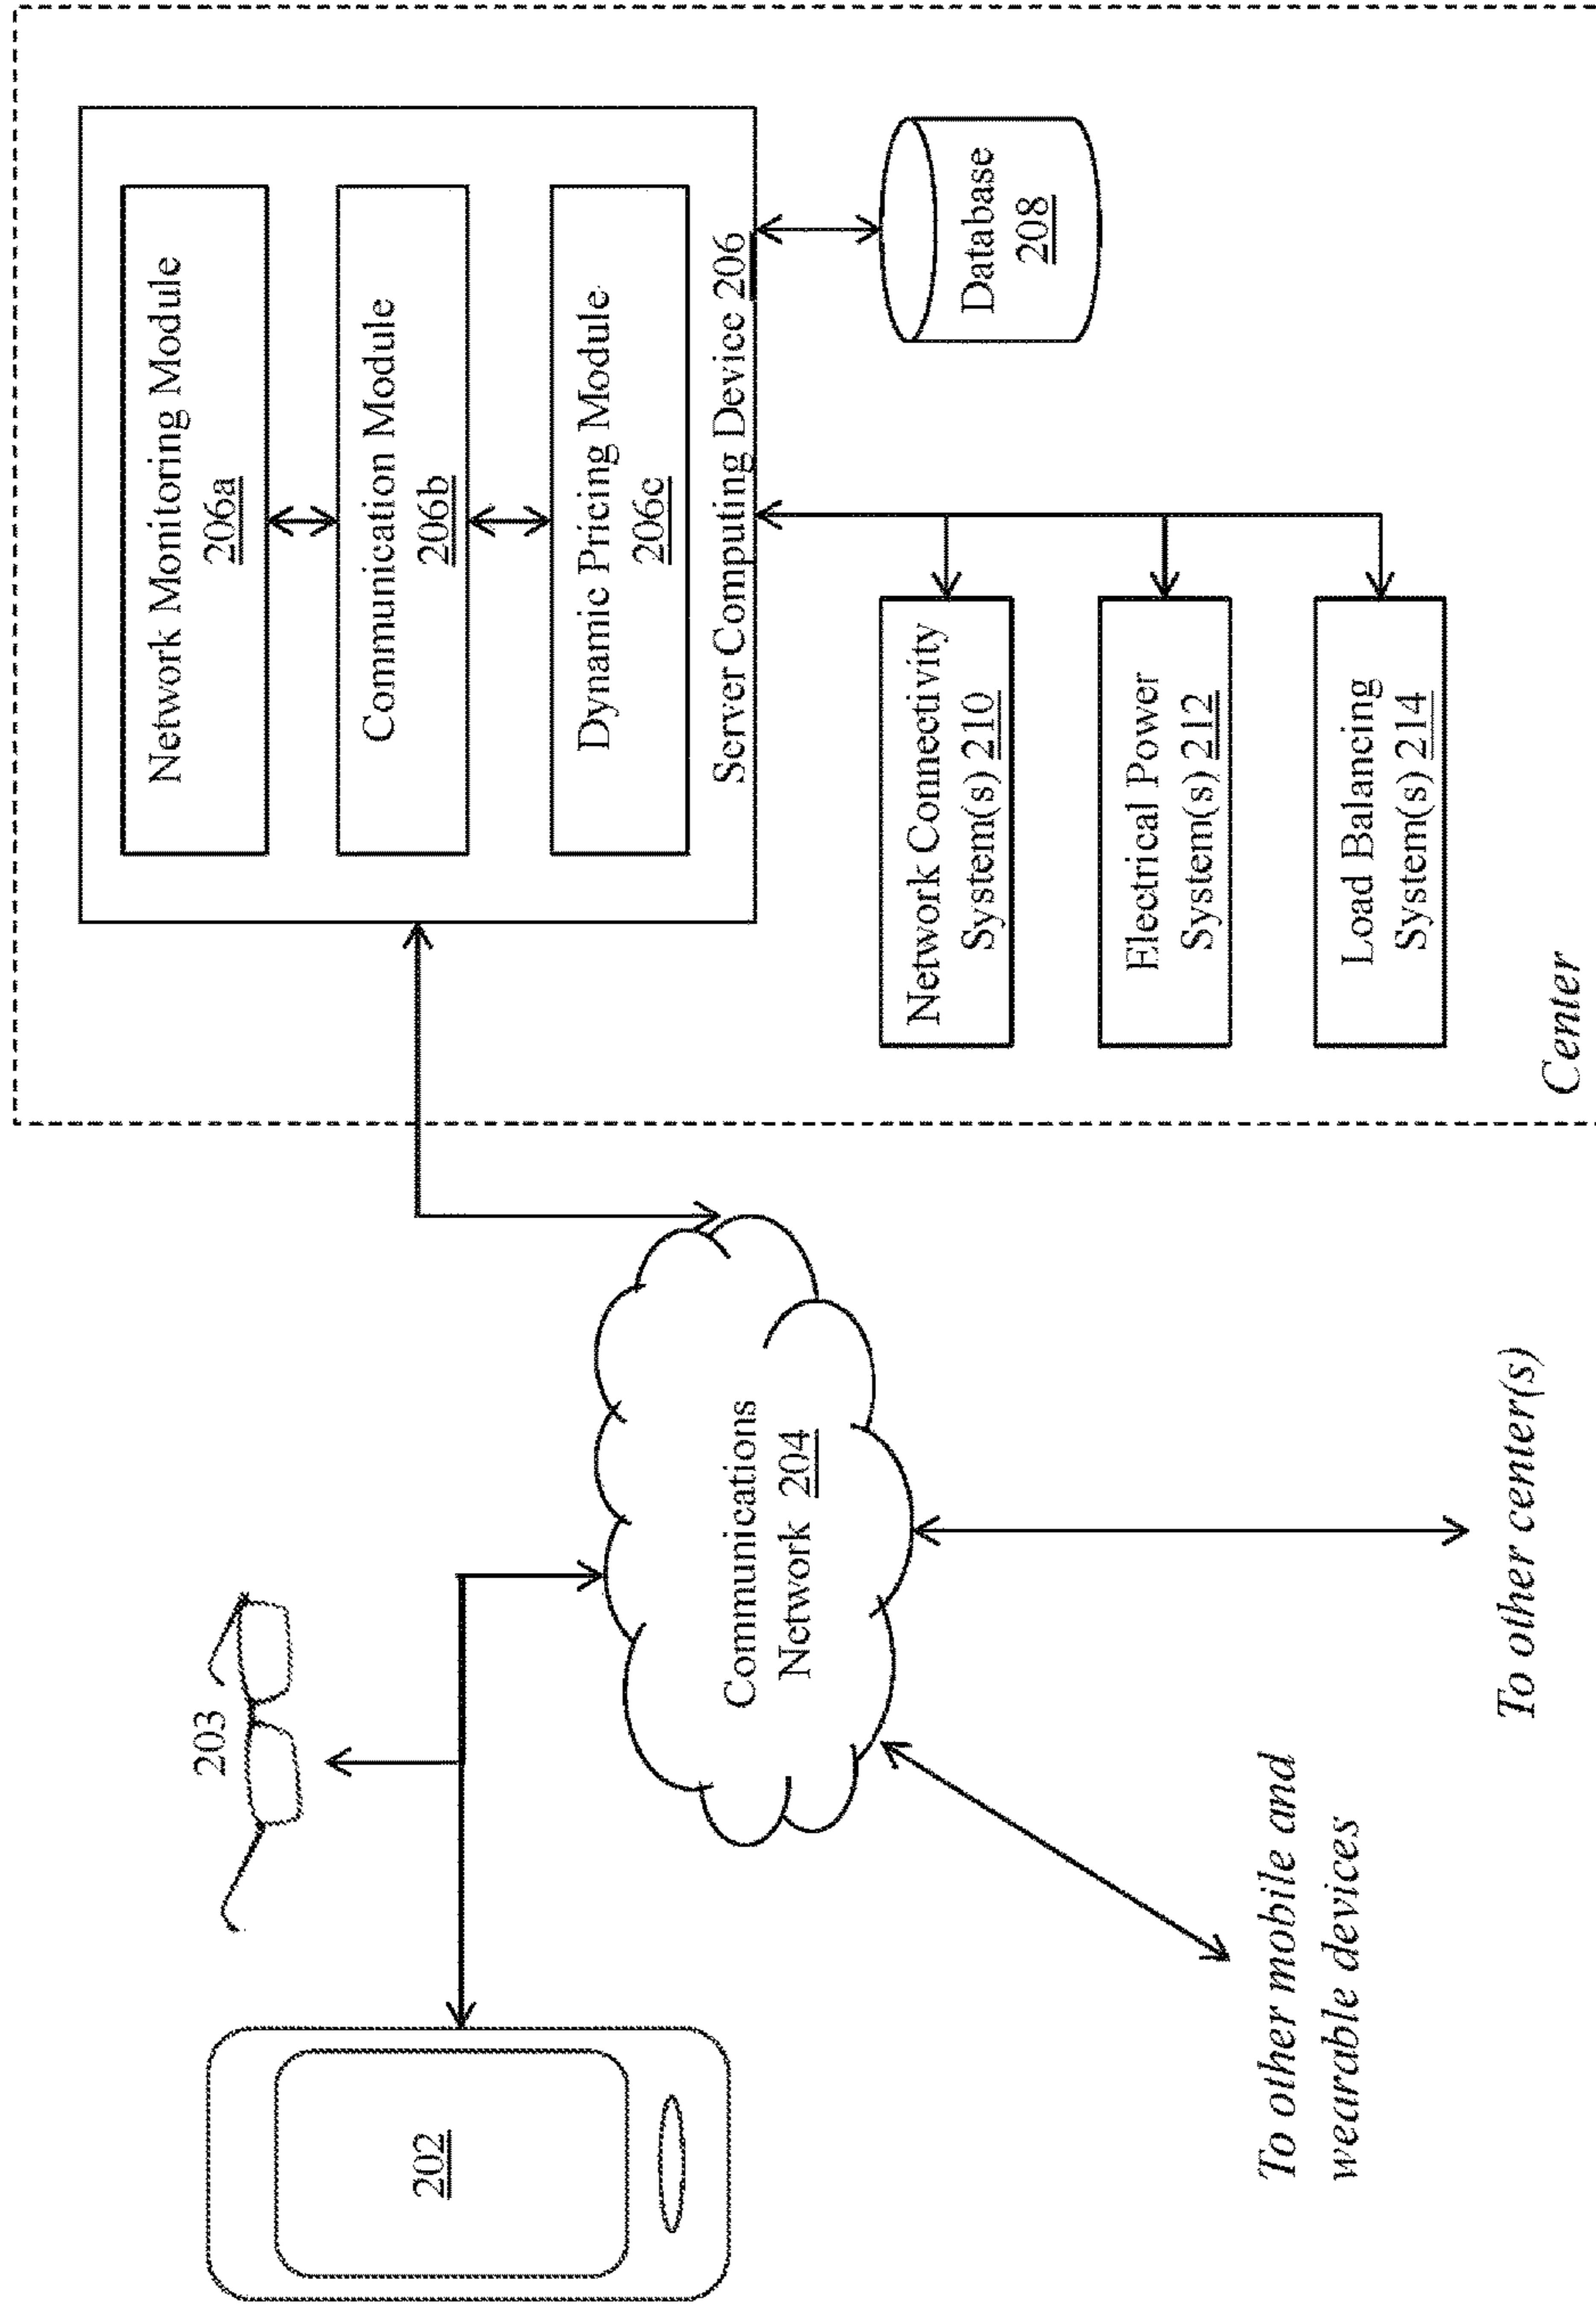 203
202
Communications
Network 204
To other mobile and
wearable devices
To other center(s)
Network Monitoring Module
206a
Communication Module
206b
Dynamic Pricing Module
206c
Server Computing Device 206
Network Connectivity
System(s) 210
Database
208
Electrical Power
System(s) 212
Load Balancing
System(s) 214
Center